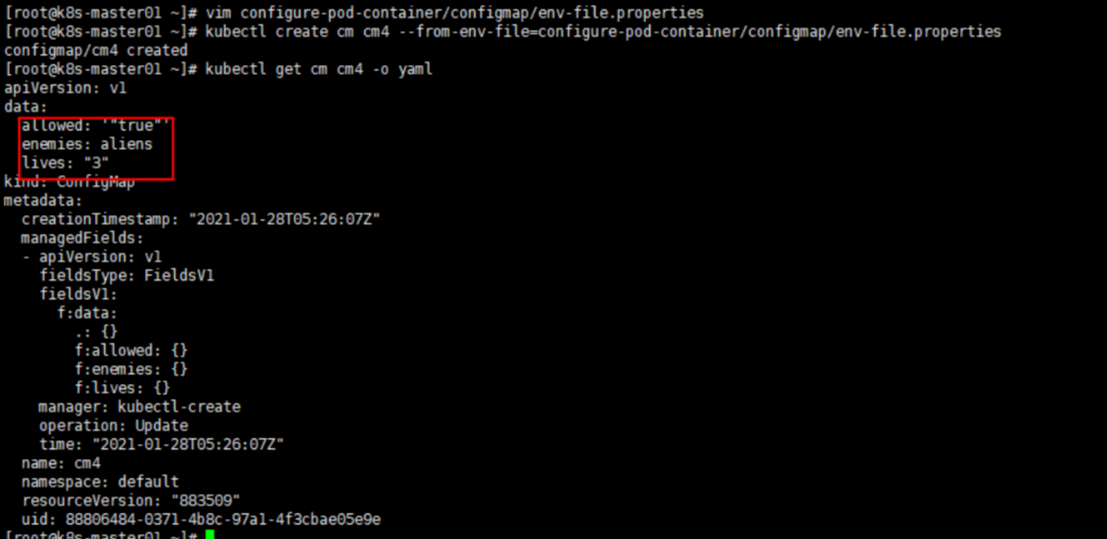 [root@k8s-master01 ~]# vim configure-pod-container/configmap/env-file.properties
[root@k8s-master01 ~]# kubectl create cm cm4 --from-env-file=configure-pod-container/configmap/env-file.properties
configmap/cm4 created
[root@k8s-master01 ~]# kubectl get cm cm4 -o yaml
apiVersion: v1
data:
  allowed: '"true"'
  enemies: aliens
  lives: "3"
kind: ConfigMap
metadata:
  creationTimestamp: "2021-01-28T05:26:07Z"
  managedFields:
  - apiVersion: v1
    fieldsType: FieldsV1
    fieldsV1:
      f:data:
        .: {}
        f:allowed: {}
        f:enemies: {}
        f:lives: {}
    manager: kubectl-create
    operation: Update
    time: "2021-01-28T05:26:07Z"
  name: cm4
  namespace: default
  resourceVersion: "883509"
  uid: 88806484-0371-4b8c-97a1-4f3cbae05e9e
[root@k8s-master01 ~]#